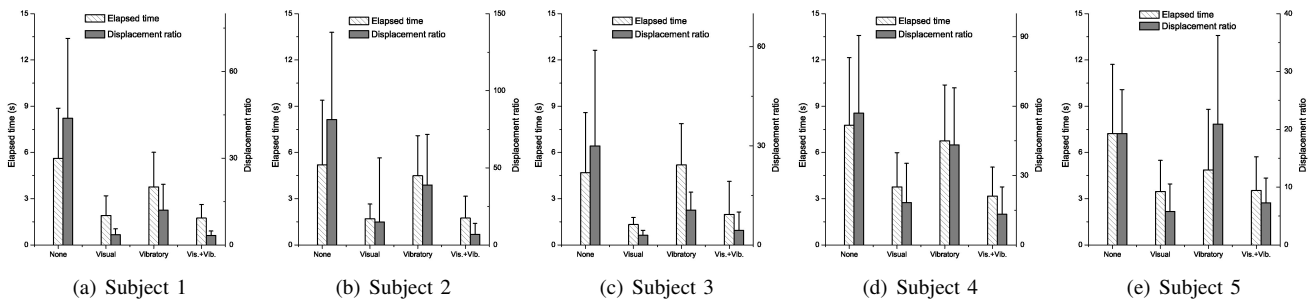 15
12
9
6
3
0
Elapsed time (s)
Elapsed time
Displacement ratio
60
30
0
Displacement ratio
None Visual Vibratory Vis.+Vib.
(a) Subject 1
15
12
9
6
3
0
Elapsed time (s)
Elapsed time
Displacement ratio
150
100
50
0
Displacement ratio
None Visual Vibratory Vis.+Vib.
(b) Subject 2
15
12
9
6
3
0
Elapsed time (s)
Elapsed time
Displacement ratio
60
30
0
Displacement ratio
None Visual Vibratory Vis.+Vib.
(c) Subject 3
15
12
9
6
3
0
Elapsed time (s)
Elapsed time
Displacement ratio
90
60
30
0
Displacement ratio
None Visual Vibratory Vis.+Vib.
(d) Subject 4
15
12
9
6
3
0
Elapsed time (s)
Elapsed time
Displacement ratio
40
30
20
10
0
Displacement ratio
None Visual Vibratory Vis.+Vib.
(e) Subject 5